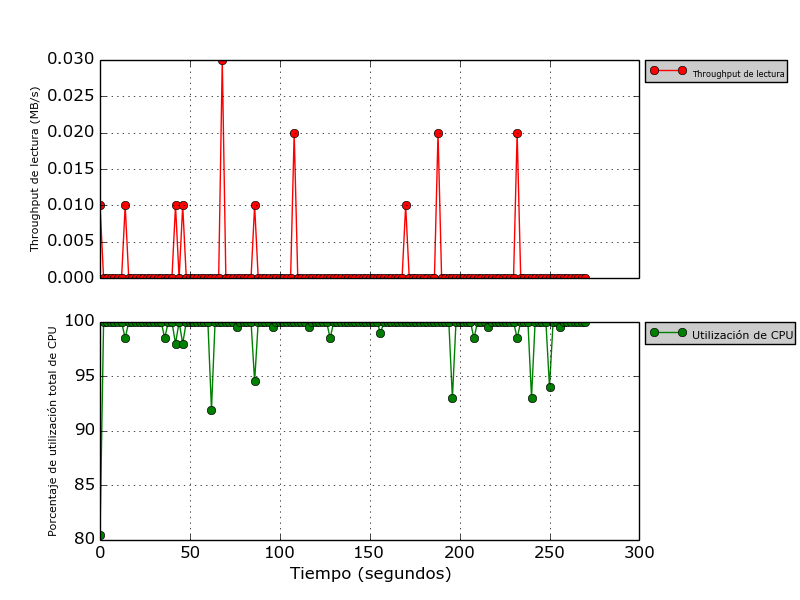 0.030
0.025
0.020
0.015
0.010
0.005
0.000
Throughput de lectura (MB/s)
Throughput de lectura
100
95
90
85
80
Porcentaje de utilización total de CPU
Utilización de CPU
0 50 100 150 200 250 300
Tiempo (segundos)